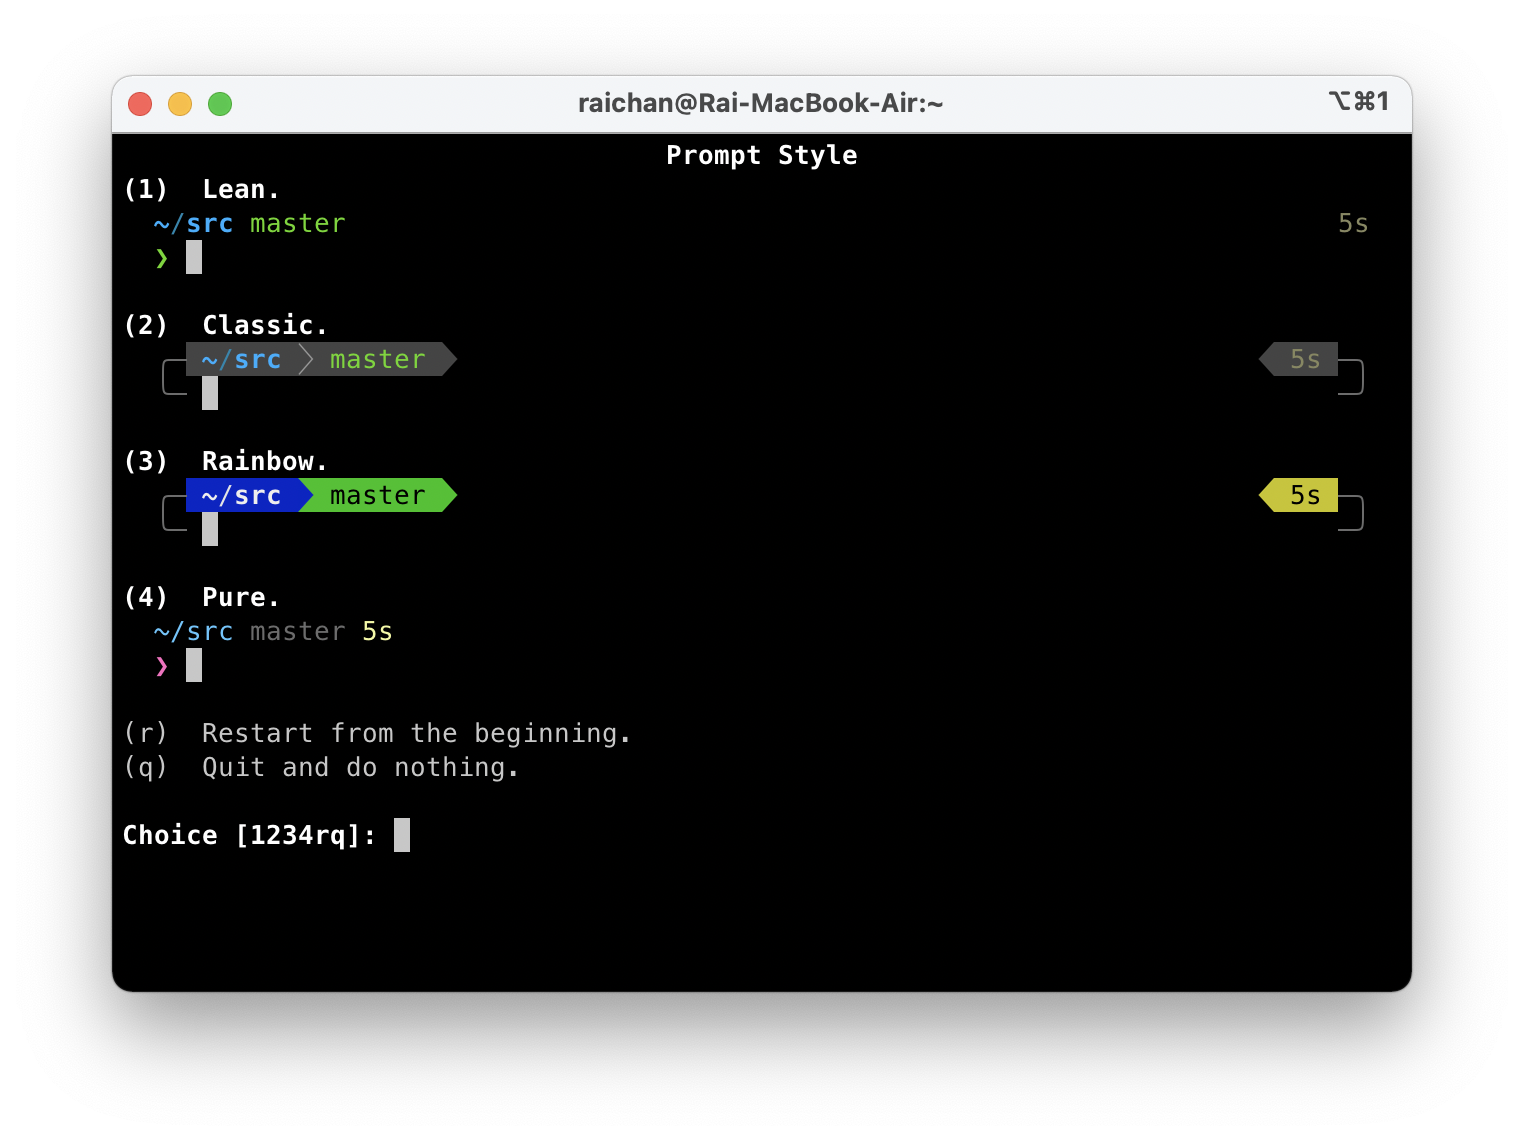 raichan@Rai-MacBook-Air:~ ⌥⌘1
Prompt Style
(1) Lean.
~/src master 5s
❯
(2) Classic.
~/src master 5s
(3) Rainbow.
~/src master 5s
(4) Pure.
~/src master 5s
❯
(r) Restart from the beginning.
(q) Quit and do nothing.
Choice [1234rq]: